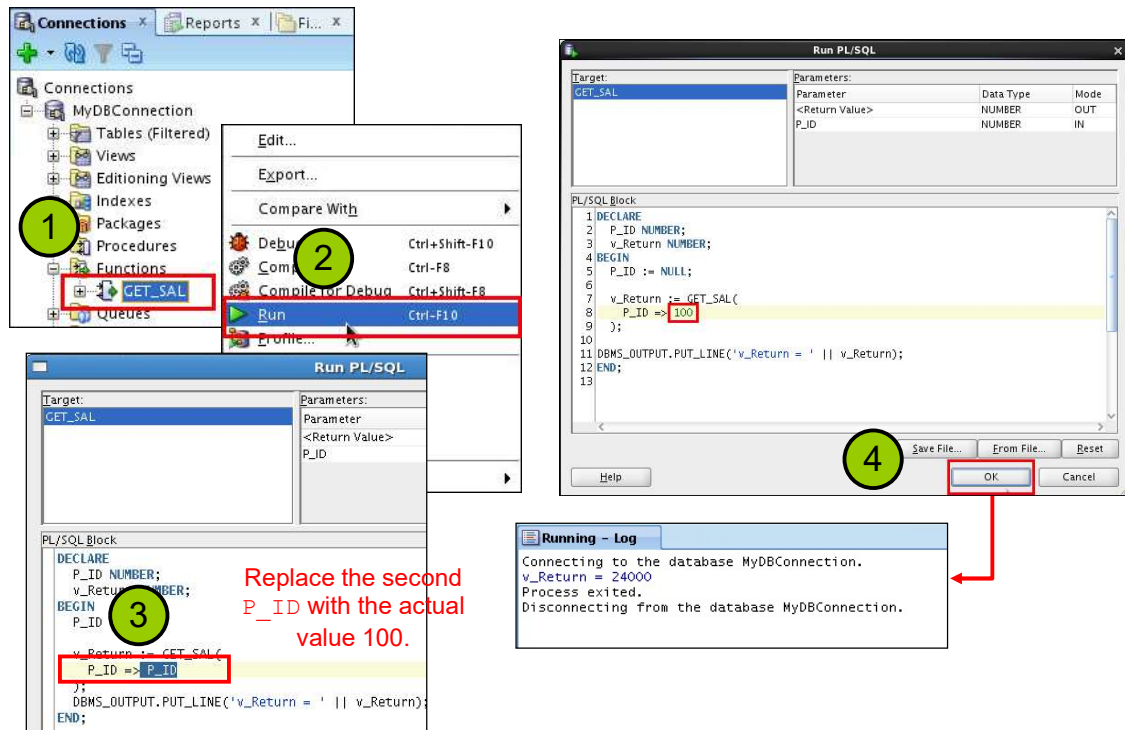 Connections
Reports
Fi...
Connections
MyDBConnection
Tables (Filtered)
Views
Editioning Views
Indexes
1
Packages
Procedures
Functions
GET_SAL
Queues
Edit...
Export...
Compare With
Ctrl+Shift-F10
2
Ctrl-F8
Compile for Debug Ctrl+Shift-F8
Run Ctrl-F10
Profile...
Run PL/SQL
Target:
GET_SAL
Parameters:
Parameter
<Return Value>
P_ID
PL/SQL Block
DECLARE
P_ID NUMBER;
BEGIN
P_ID
3
v_Return := GET_SAL(
P_ID => P_ID
);
DBMS_OUTPUT.PUT_LINE('v_Return = ' || v_Return);
END;
Replace the second
P_ID with the actual
value 100.
Run PL/SQL
Target:
GET_SAL
Parameters:
Parameter Data Type Mode
<Return Value> NUMBER OUT
P_ID NUMBER IN
PL/SQL Block
1 DECLARE
2 P_ID NUMBER;
3 v_Return NUMBER;
4 BEGIN
5 P_ID := NULL;
6
7 v_Return := GET_SAL(
8 P_ID => 100
9 );
10
11 DBMS_OUTPUT.PUT_LINE('v_Return = ' || v_Return);
12 END;
13
4
Save File... From File... Reset
Help OK Cancel
Running - Log
Connecting to the database MyDBConnection.
v_Return = 24000
Process exited.
Disconnecting from the database MyDBConnection.